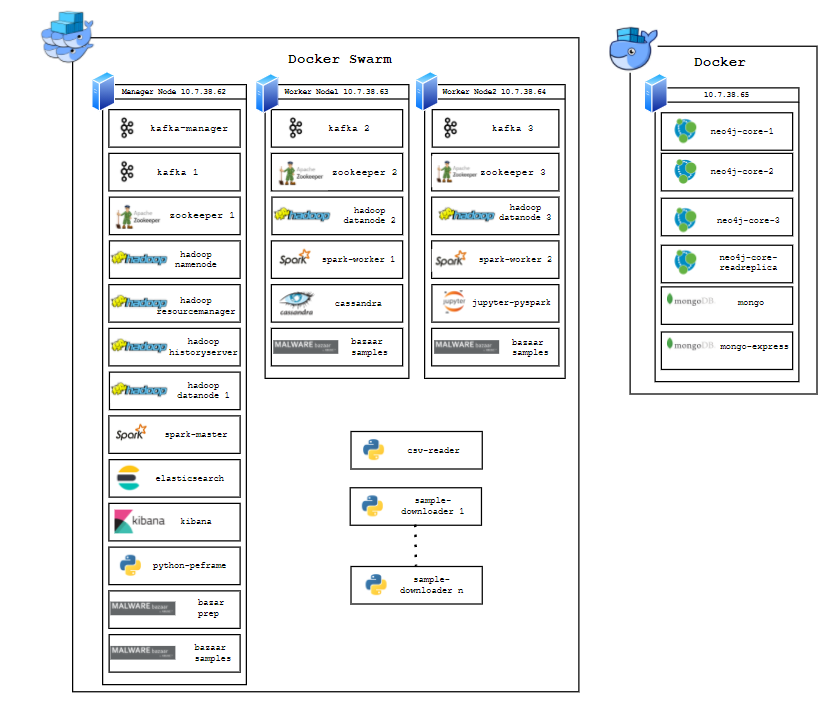 Docker Swarm
Manager Node 10.7.38.62
kafka-manager
kafka 1
Apache
Zookeeper
zookeeper 1
hadoop
hadoop
namenode
hadoop
hadoop
resourcemanager
hadoop
hadoop
historyserver
hadoop
hadoop
datanode 1
Spark
spark-master
elasticsearch
kibana
kibana
python-peframe
MALWARE bazaar
bazar
prep
MALWARE bazaar
bazaar
samples
Worker Node1 10.7.38.63
kafka 2
Apache
Zookeeper
zookeeper 2
hadoop
hadoop
datanode 2
Spark
spark-worker 1
cassandra
cassandra
MALWARE bazaar
bazaar
samples
Worker Node2 10.7.38.64
kafka 3
Apache
Zookeeper
zookeeper 3
hadoop
hadoop
datanode 3
Spark
spark-worker 2
jupyter
jupyter-pyspark
MALWARE bazaar
bazaar
samples
csv-reader
sample-
downloader 1
sample-
downloader n
Docker
10.7.38.65
neo4j-core-1
neo4j-core-2
neo4j-core-3
neo4j-core-
readreplica
mongoDB
mongo
mongoDB
mongo-express